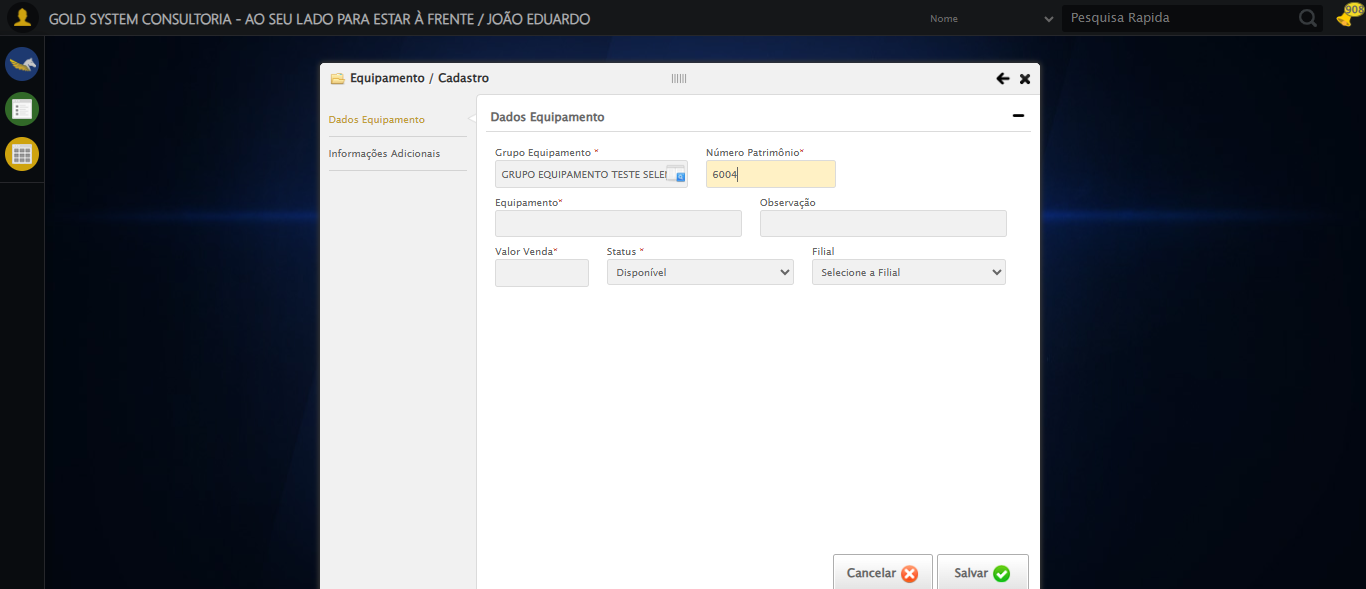 GOLD SYSTEM CONSULTORIA - AO SEU LADO PARA ESTAR À FRENTE / JOÃO EDUARDO
Nome
Pesquisa Rapida
908
Equipamento / Cadastro
Dados Equipamento
Informações Adicionais
Dados Equipamento
Grupo Equipamento * Número Patrimônio*
GRUPO EQUIPAMENTO TESTE SELE 6004
Equipamento* Observação
Valor Venda* Status * Filial
Disponível Selecione a Filial
Cancelar Salvar